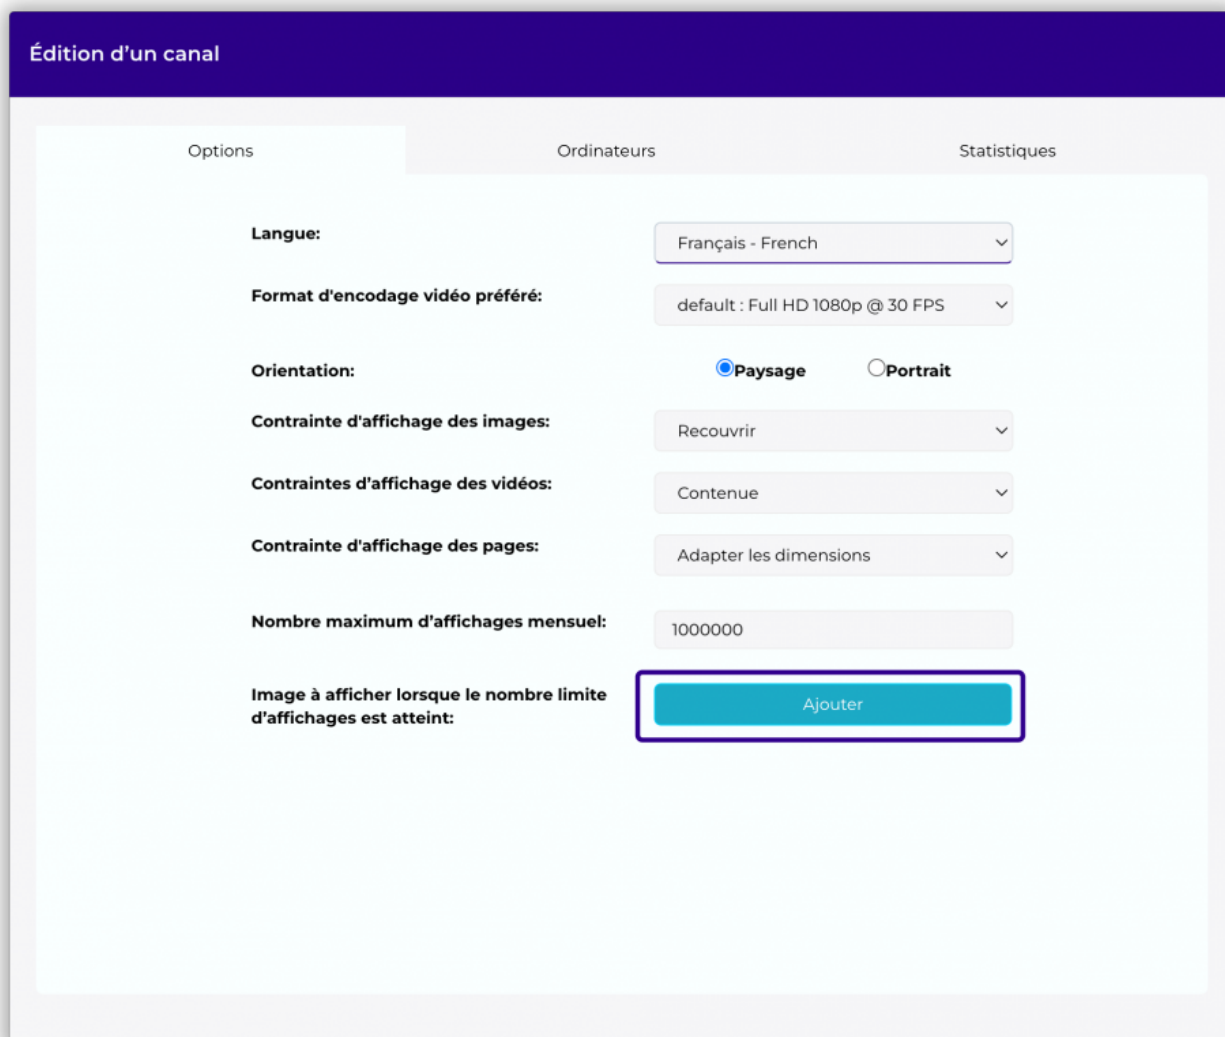 Édition d’un canal
Options
Ordinateurs
Statistiques
Langue:
Français - French
Format d'encodage vidéo préféré:
default : Full HD 1080p @ 30 FPS
Orientation:
Paysage
Portrait
Contrainte d'affichage des images:
Recouvrir
Contraintes d’affichage des vidéos:
Contenue
Contrainte d'affichage des pages:
Adapter les dimensions
Nombre maximum d’affichages mensuel:
1000000
Image à afficher lorsque le nombre limite
d’affichages est atteint:
Ajouter